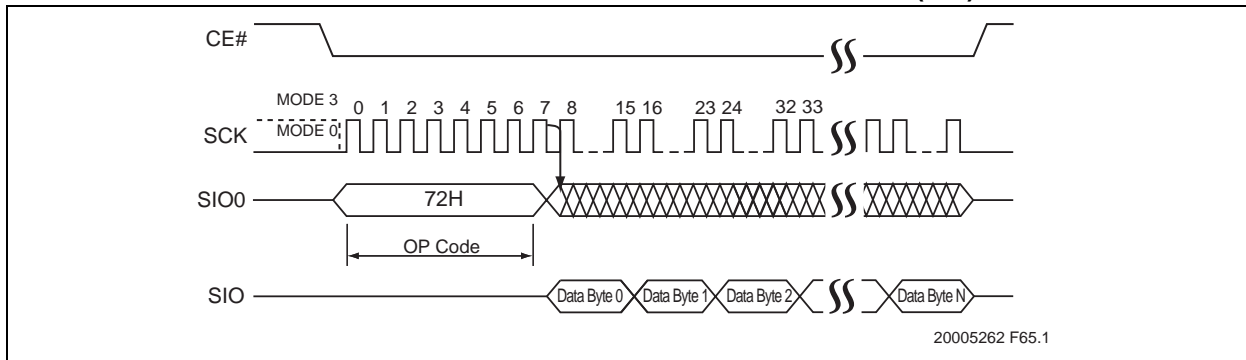 CE#
MODE 3 0 1 2 3 4 5 6 7 8 15 16 23 24 32 33
SCK MODE 0
SIO0 72H
OP Code
SIO Data Byte 0 Data Byte 1 Data Byte 2 Data Byte N
20005262 F65.1